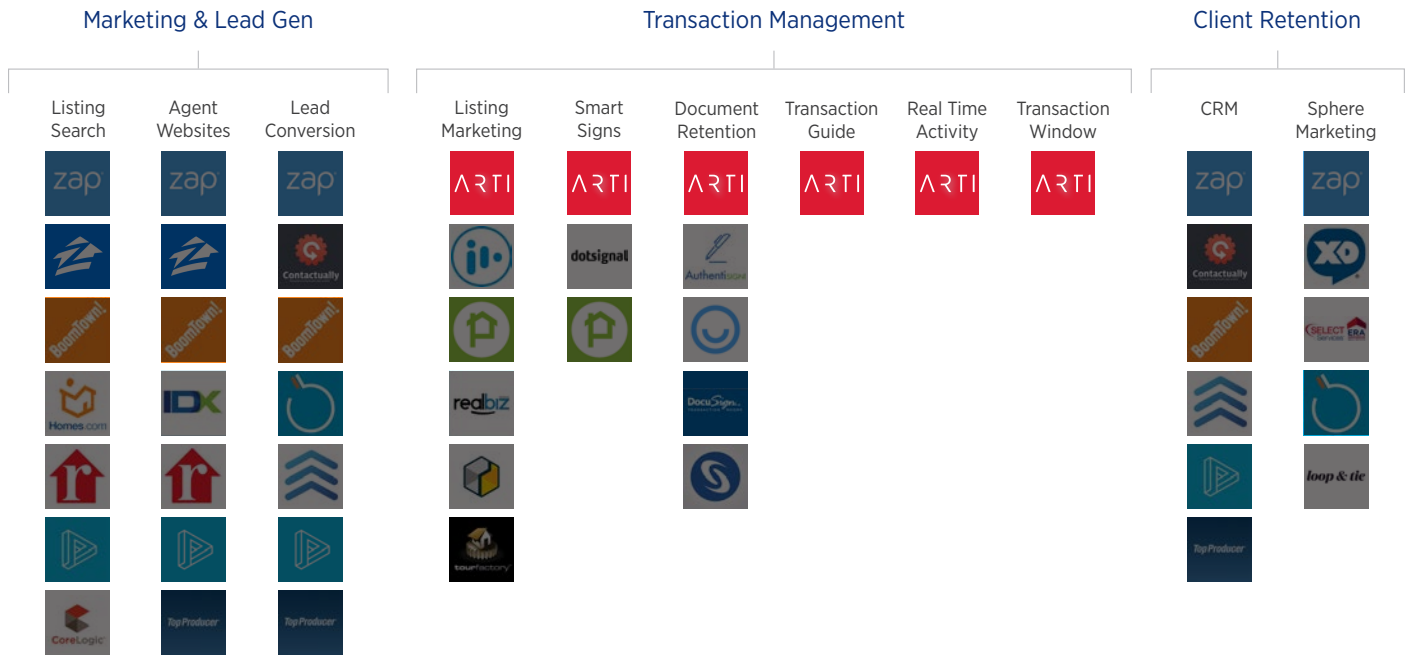 Marketing & Lead Gen
Transaction Management
Client Retention
Listing Search
Agent Websites
Lead Conversion
Listing Marketing
Smart Signs
Document Retention
Transaction Guide
Real Time Activity
Transaction Window
CRM
Sphere Marketing
zap
zap
zap
ARTI
ARTI
ARTI
ARTI
ARTI
ARTI
zap
zap
Contactually
dotsignal
AuthentiSIGN
Contactually
XO
BoomTown!
BoomTown!
BoomTown!
BoomTown!
SELECT Services ERA
Homes.com
IDX
realbiz
DocuSign
r
r
loop & tie
tourfactory
Top Producer
CoreLogic
Top Producer
Top Producer